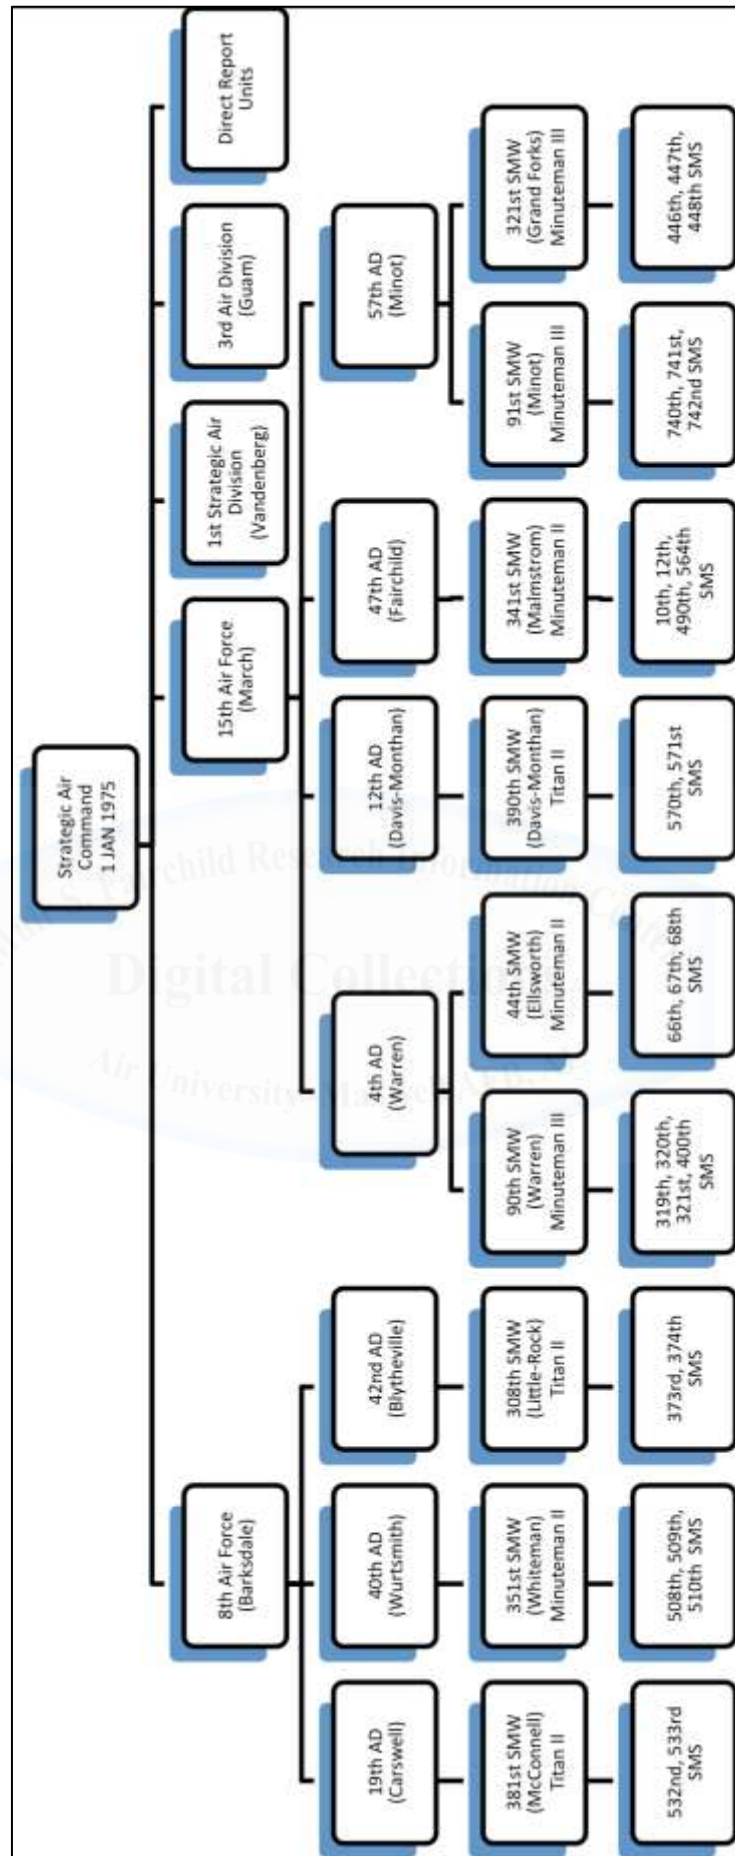 Strategic Air
Command
1 JAN 1975
8th Air Force
(Barksdale)
15th Air Force
(March)
1st Strategic Air
Division
(Vandenberg)
3rd Air Division
(Guam)
Direct Report
Units
19th AD
(Carswell)
40th AD
(Wurtsmith)
42nd AD
(Blytheville)
4th AD
(Warren)
12th AD
(Davis-Monthan)
47th AD
(Fairchild)
57th AD
(Minot)
381st SMW
(McConnell)
Titan II
351st SMW
(Whiteman)
Minuteman II
308th SMW
(Little-Rock)
Titan II
90th SMW
(Warren)
Minuteman III
44th SMW
(Ellsworth)
Minuteman II
390th SMW
(Davis-Monthan)
Titan II
341st SMW
(Malmstrom)
Minuteman II
91st SMW
(Minot)
Minuteman III
321st SMW
(Grand Forks)
Minuteman III
532nd, 533rd
SMS
508th, 509th,
510th SMS
373rd, 374th
SMS
319th, 320th,
321st, 400th
SMS
66th, 67th, 68th
SMS
570th, 571st
SMS
10th, 12th,
490th, 564th
SMS
740th, 741st,
742nd SMS
446th, 447th,
448th SMS
S. Fairchild Research Information
Digital
Air University